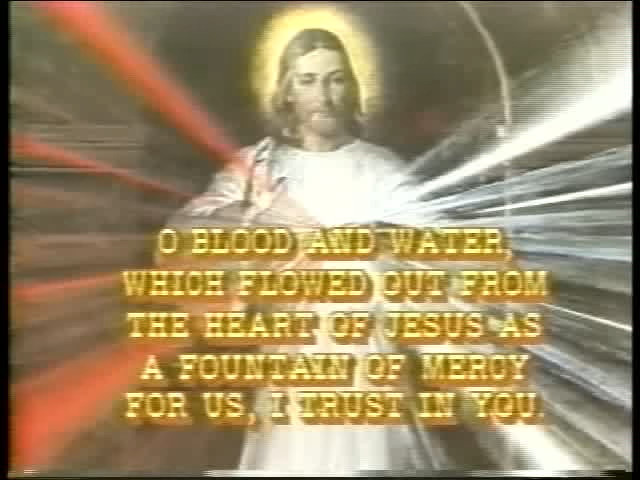 O BLOOD AND WATER,
WHICH FLOWED OUT FROM
THE HEART OF JESUS AS
A FOUNTAIN OF MERCY
FOR US, I TRUST IN YOU.